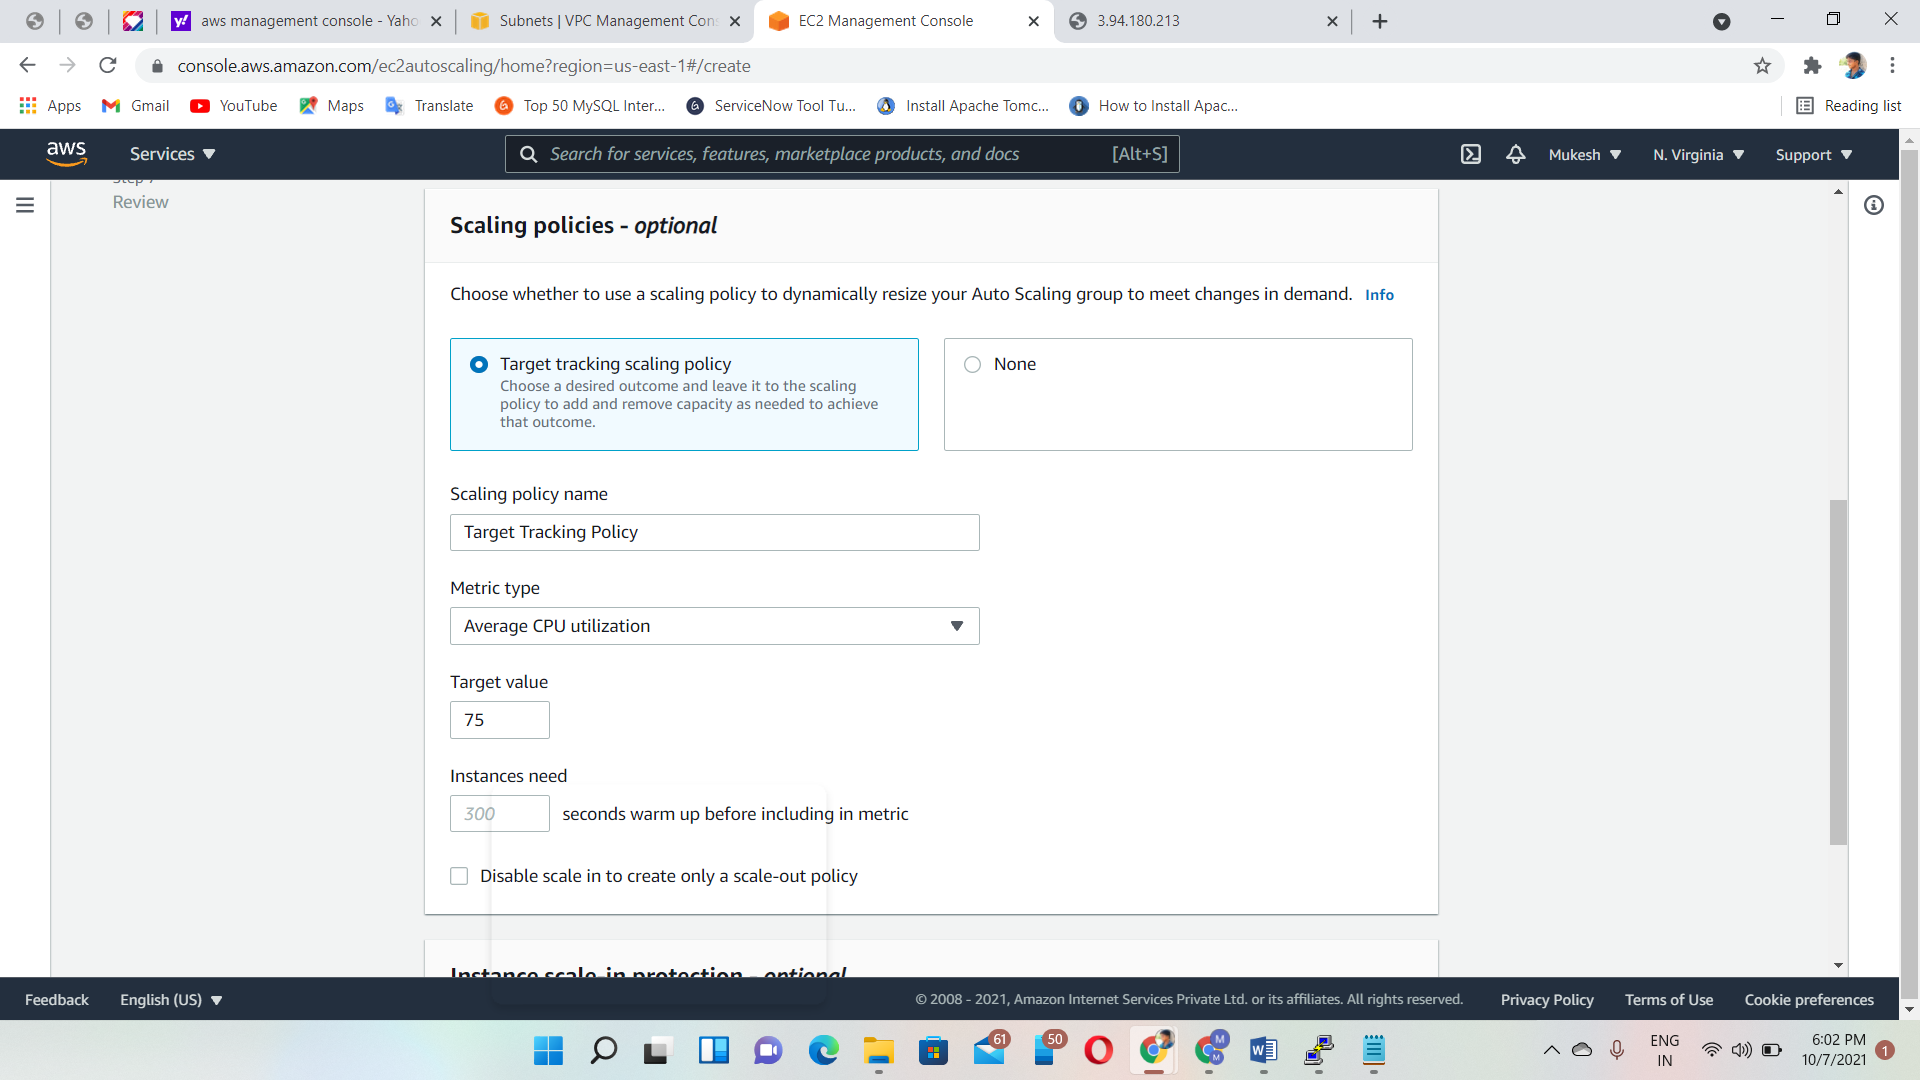 aws management console - Yaho
Subnets | VPC Management Con
EC2 Management Console
3.94.180.213
console.aws.amazon.com/ec2autoscaling/home?region=us-east-1#/create
Apps
Gmail
YouTube
Maps
Translate
Top 50 MySQL Inter...
ServiceNow Tool Tu...
Install Apache Tomc...
How to Install Apac...
Reading list
aws
Services
Search for services, features, marketplace products, and docs
[Alt+S]
Mukesh
N. Virginia
Support
Step 7
Review
Scaling policies - optional
Choose whether to use a scaling policy to dynamically resize your Auto Scaling group to meet changes in demand. Info
Target tracking scaling policy
Choose a desired outcome and leave it to the scaling
policy to add and remove capacity as needed to achieve
that outcome.
None
Scaling policy name
Target Tracking Policy
Metric type
Average CPU utilization
Target value
75
Instances need
300 seconds warm up before including in metric
Disable scale in to create only a scale-out policy
Instance scale-in protection - optional
Feedback
English (US)
© 2008 - 2021, Amazon Internet Services Private Ltd. or its affiliates. All rights reserved.
Privacy Policy
Terms of Use
Cookie preferences
61
50
M
M
ENG
IN
6:02 PM
10/7/2021
1